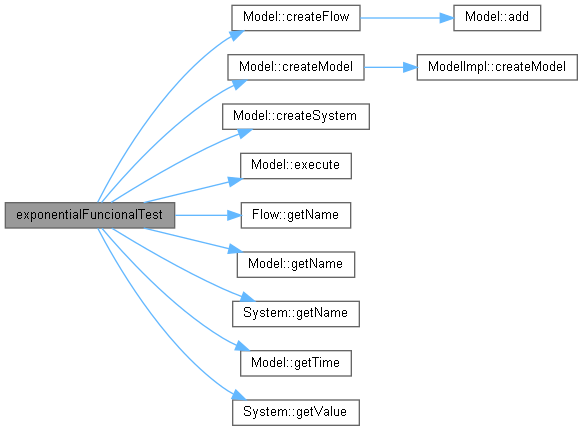 Model::createFlow
Model::add
Model::createModel
ModelImpl::createModel
Model::createSystem
Model::execute
exponentialFuncionalTest
Flow::getName
Model::getName
System::getName
Model::getTime
System::getValue